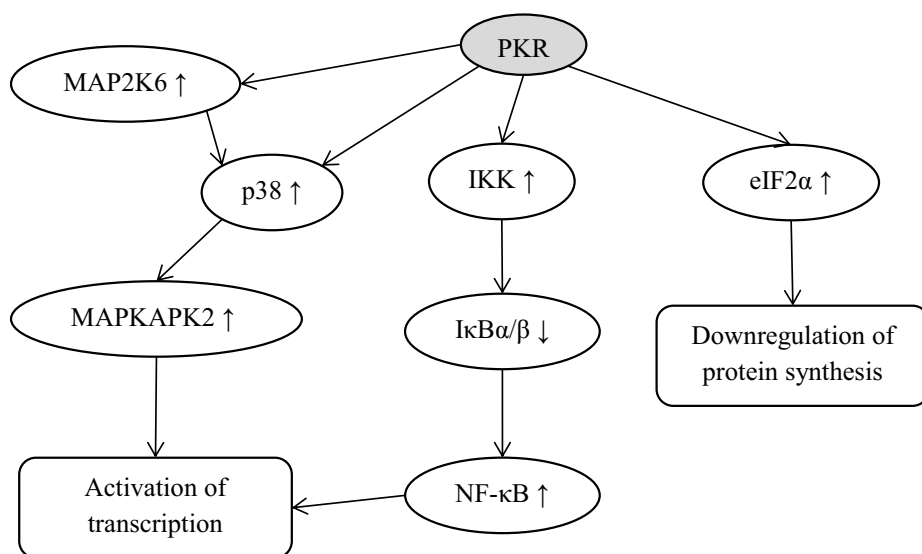 PKR
MAP2K6 ↑
p38 ↑
IKK ↑
eIF2α ↑
MAPKAPK2 ↑
IκBα/β ↓
Downregulation of
protein synthesis
Activation of
transcription
NF-κB ↑